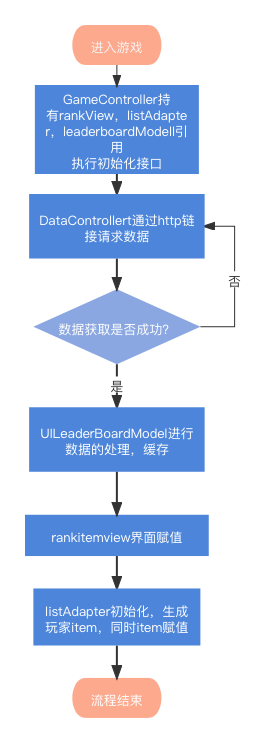 进入游戏
GameController持
有rankView，listAdapte
r，leaderboardModell引
用
执行初始化接口
DataControllert通过http链
接请求数据
否
数据获取是否成功？
是
UILeaderBoardModel进行
数据的处理，缓存
rankitemview界面赋值
listAdapter初始化，生成
玩家item，同时item赋值
流程结束